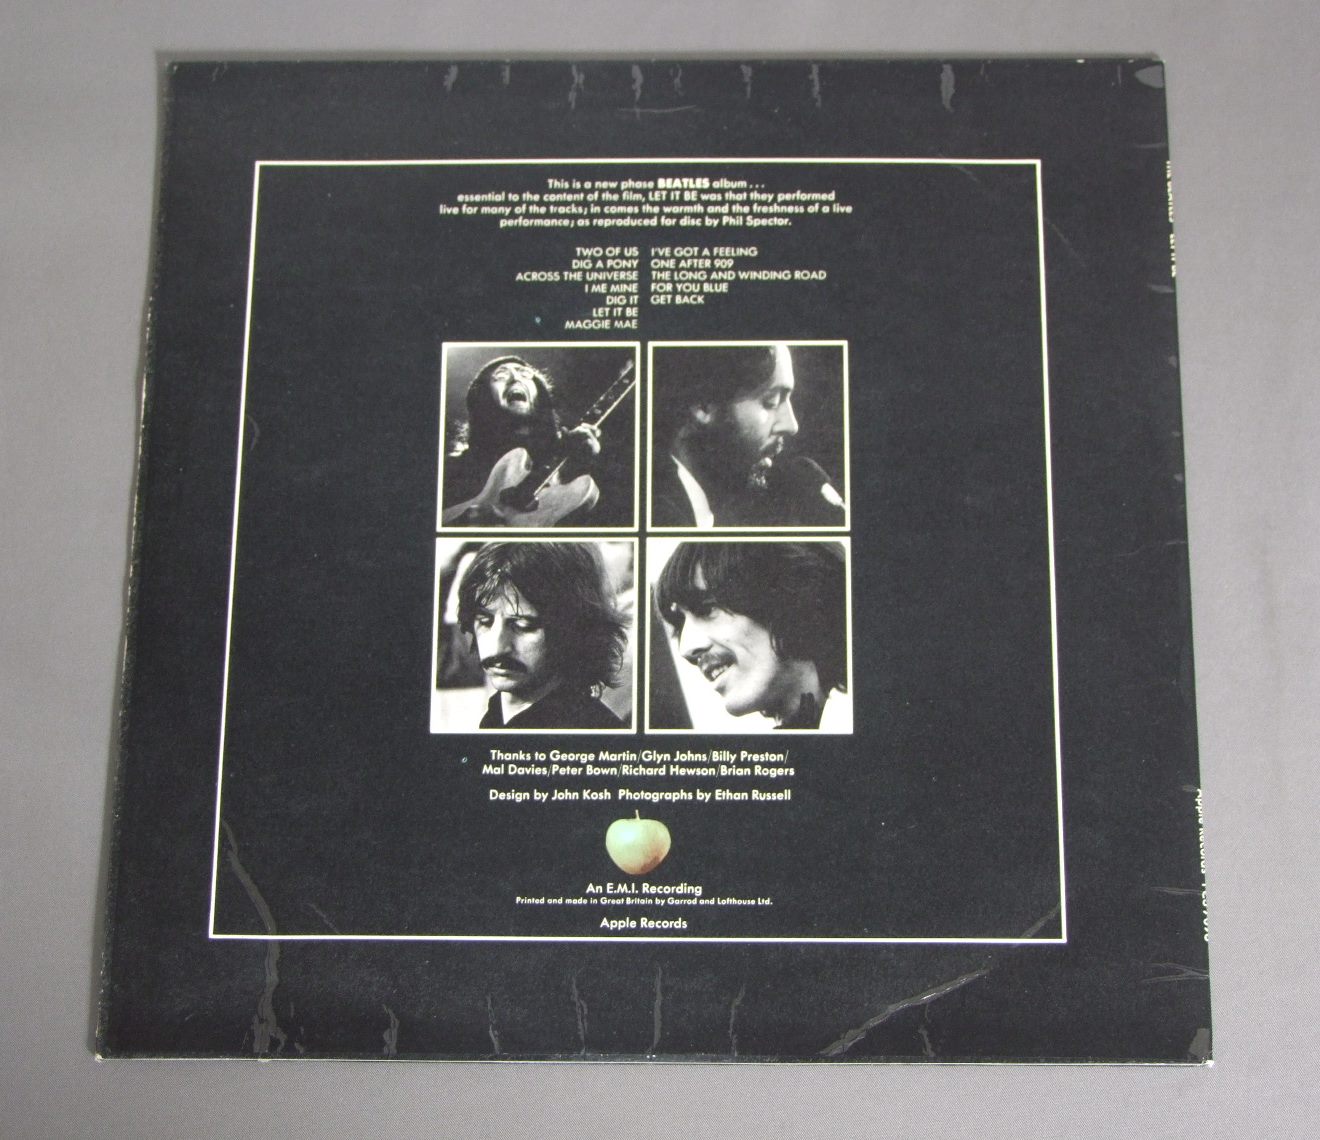 This is a new phase BEATLES album . . .
essential to the content of the film, LET IT BE was that they performed
live for many of the tracks; in comes the warmth and the freshness of a live
performance; as reproduced for disc by Phil Spector.
TWO OF US
DIG A PONY
ACROSS THE UNIVERSE
I ME MINE
DIG IT
LET IT BE
MAGGIE MAE
I'VE GOT A FEELING
ONE AFTER 909
THE LONG AND WINDING ROAD
FOR YOU BLUE
GET BACK
Thanks to George Martin/Glyn Johns/Billy Preston/
Mal Davies/Peter Bown/Richard Hewson/Brian Rogers
Design by John Kosh Photographs by Ethan Russell
An E.M.I. Recording
Printed and made in Great Britain by Garrod and Lofthouse Ltd.
Apple Records
Apple Records